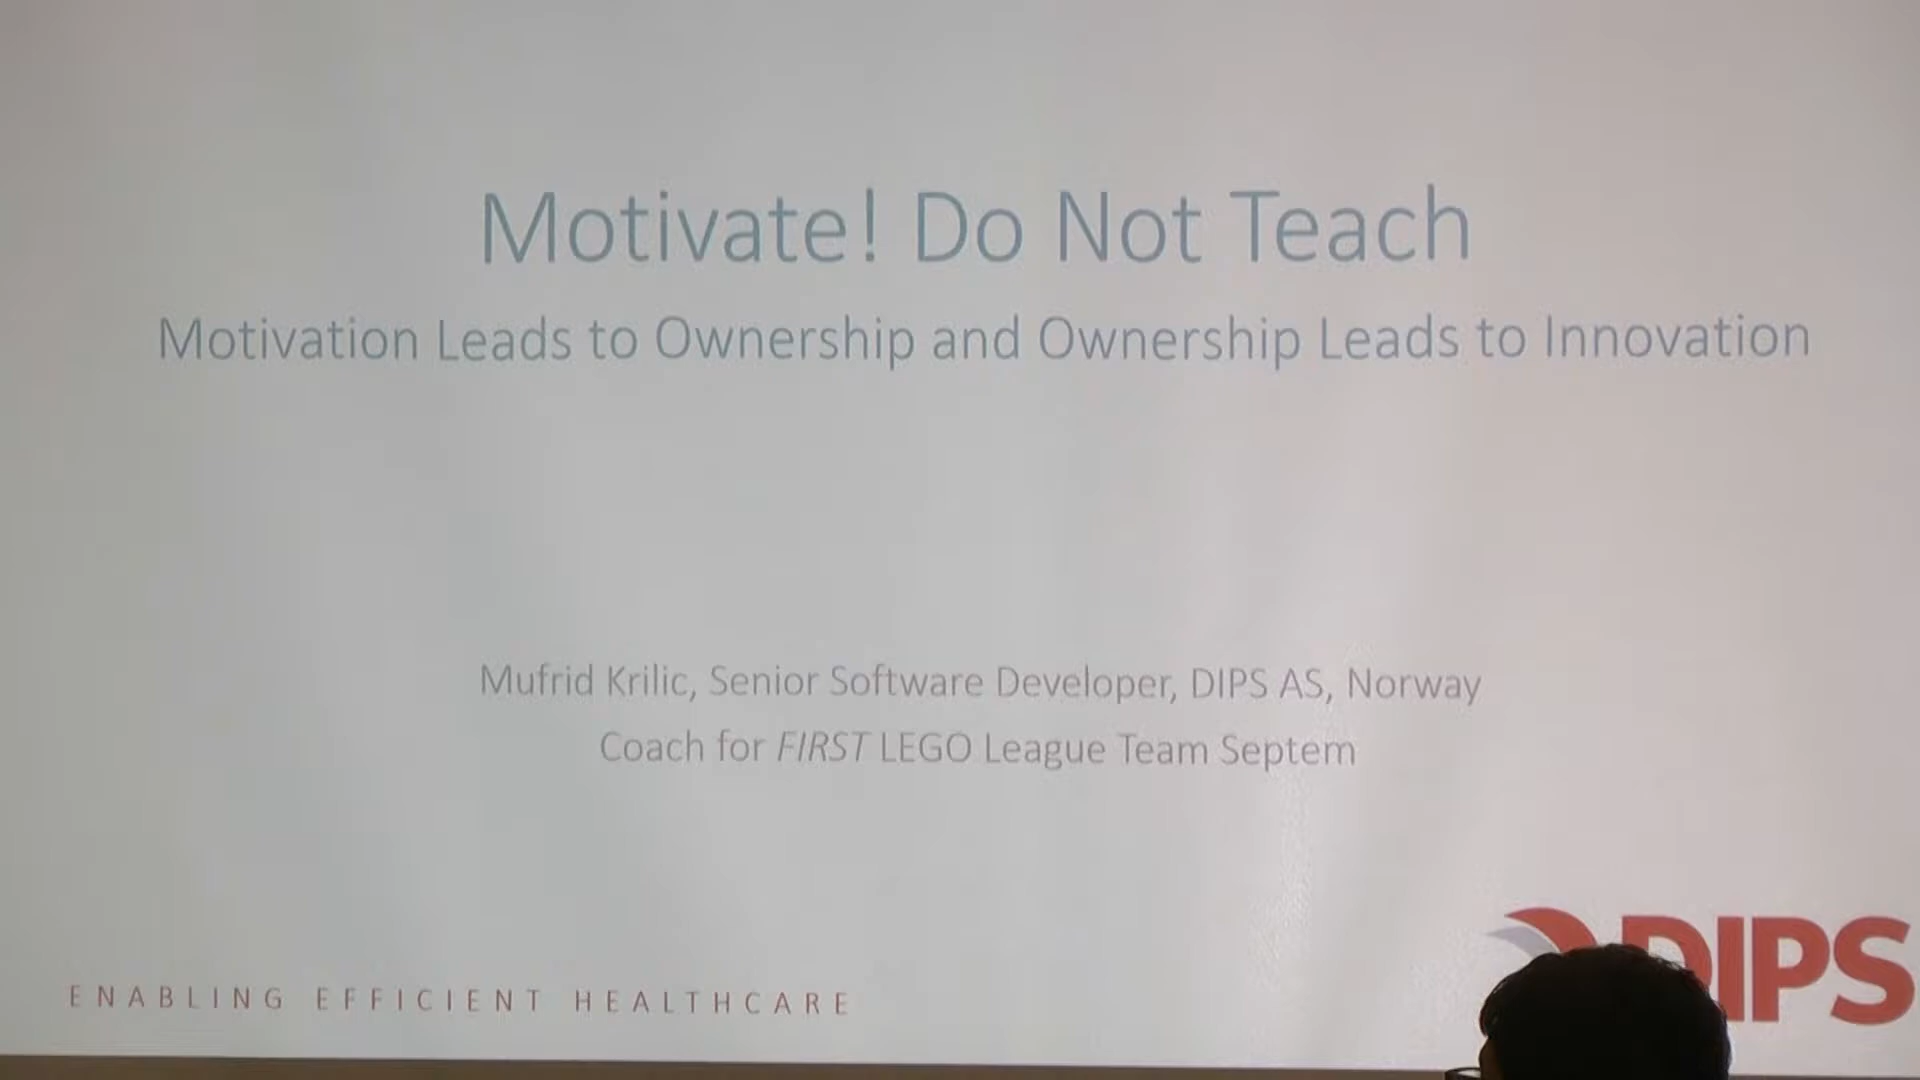 Motivate! Do Not Teach
Motivation Leads to Ownership and Ownership Leads to Innovation
Mufrid Krilic, Senior Software Developer, DIPS AS, Norway
Coach for FIRST LEGO League Team Septem
ENABLING EFFICIENT HEALTHCARE
DIPS